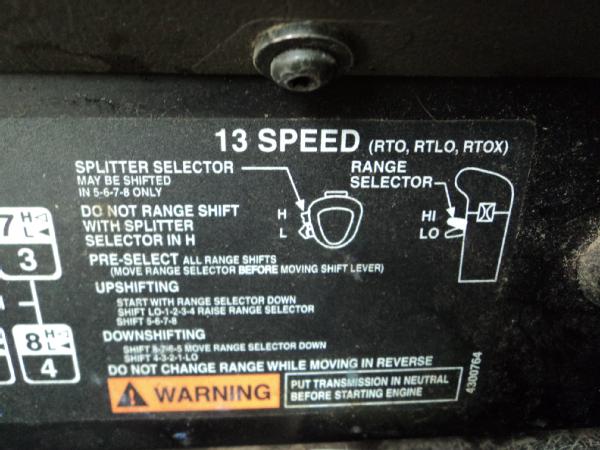 13 SPEED (RTO, RTLO, RTOX)
SPLITTER SELECTOR
MAY BE SHIFTED
IN 5-6-7-8 ONLY
RANGE
SELECTOR
DO NOT RANGE SHIFT
WITH SPLITTER
SELECTOR IN H
H
L
HI
LO
7 H
L
3
PRE-SELECT ALL RANGE SHIFTS
(MOVE RANGE SELECTOR BEFORE MOVING SHIFT LEVER)
UPSHIFTING
START WITH RANGE SELECTOR DOWN
SHIFT LO-1-2-3-4 RAISE RANGE SELECTOR
SHIFT 5-6-7-8
8 H
L
4
DOWNSHIFTING
SHIFT 8-7-6-5 MOVE RANGE SELECTOR DOWN
SHIFT 4-3-2-1-LO
DO NOT CHANGE RANGE WHILE MOVING IN REVERSE
WARNING
PUT TRANSMISSION IN NEUTRAL
BEFORE STARTING ENGINE
4300764